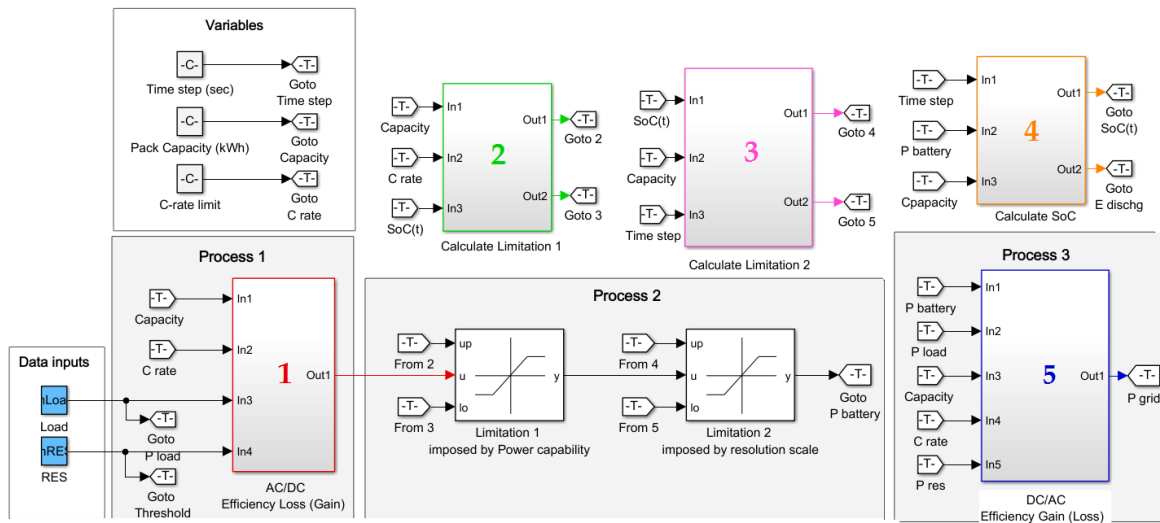 Variables
-C-
-T-
Time step (sec)
Goto
Time step
-C-
-T-
Pack Capacity (kWh)
Goto
Capacity
-C-
-T-
C-rate limit
Goto
C rate
-T-
Capacity
In1
-T-
C rate
In2
-T-
SoC(t)
In3
2
Out1
-T-
Goto 2
Out2
-T-
Goto 3
Calculate Limitation 1
-T-
SoC(t)
In1
-T-
Capacity
In2
-T-
Time step
In3
3
Out1
-T-
Goto 4
Out2
-T-
Goto 5
Calculate Limitation 2
-T-
Time step
In1
-T-
P battery
In2
-T-
Cpapacity
In3
4
Out1
-T-
Goto
SoC(t)
Out2
-T-
Goto
E dischg
Calculate SoC
Data inputs
nLoa
Load
nRES
RES
Process 1
-T-
Capacity
In1
-T-
C rate
In2
In3
-T-
Goto
P load
In4
-T-
Goto
Threshold
1
Out1
AC/DC
Efficiency Loss (Gain)
Process 2
-T-
From 2
up
u
y
-T-
From 3
lo
Limitation 1
imposed by Power capability
-T-
From 4
up
u
y
-T-
From 5
lo
Limitation 2
imposed by resolution scale
-T-
Goto
P battery
Process 3
-T-
P battery
In1
-T-
P load
In2
-T-
Capacity
In3
-T-
C rate
In4
-T-
P res
In5
5
Out1
-T-
P grid
DC/AC
Efficiency Gain (Loss)